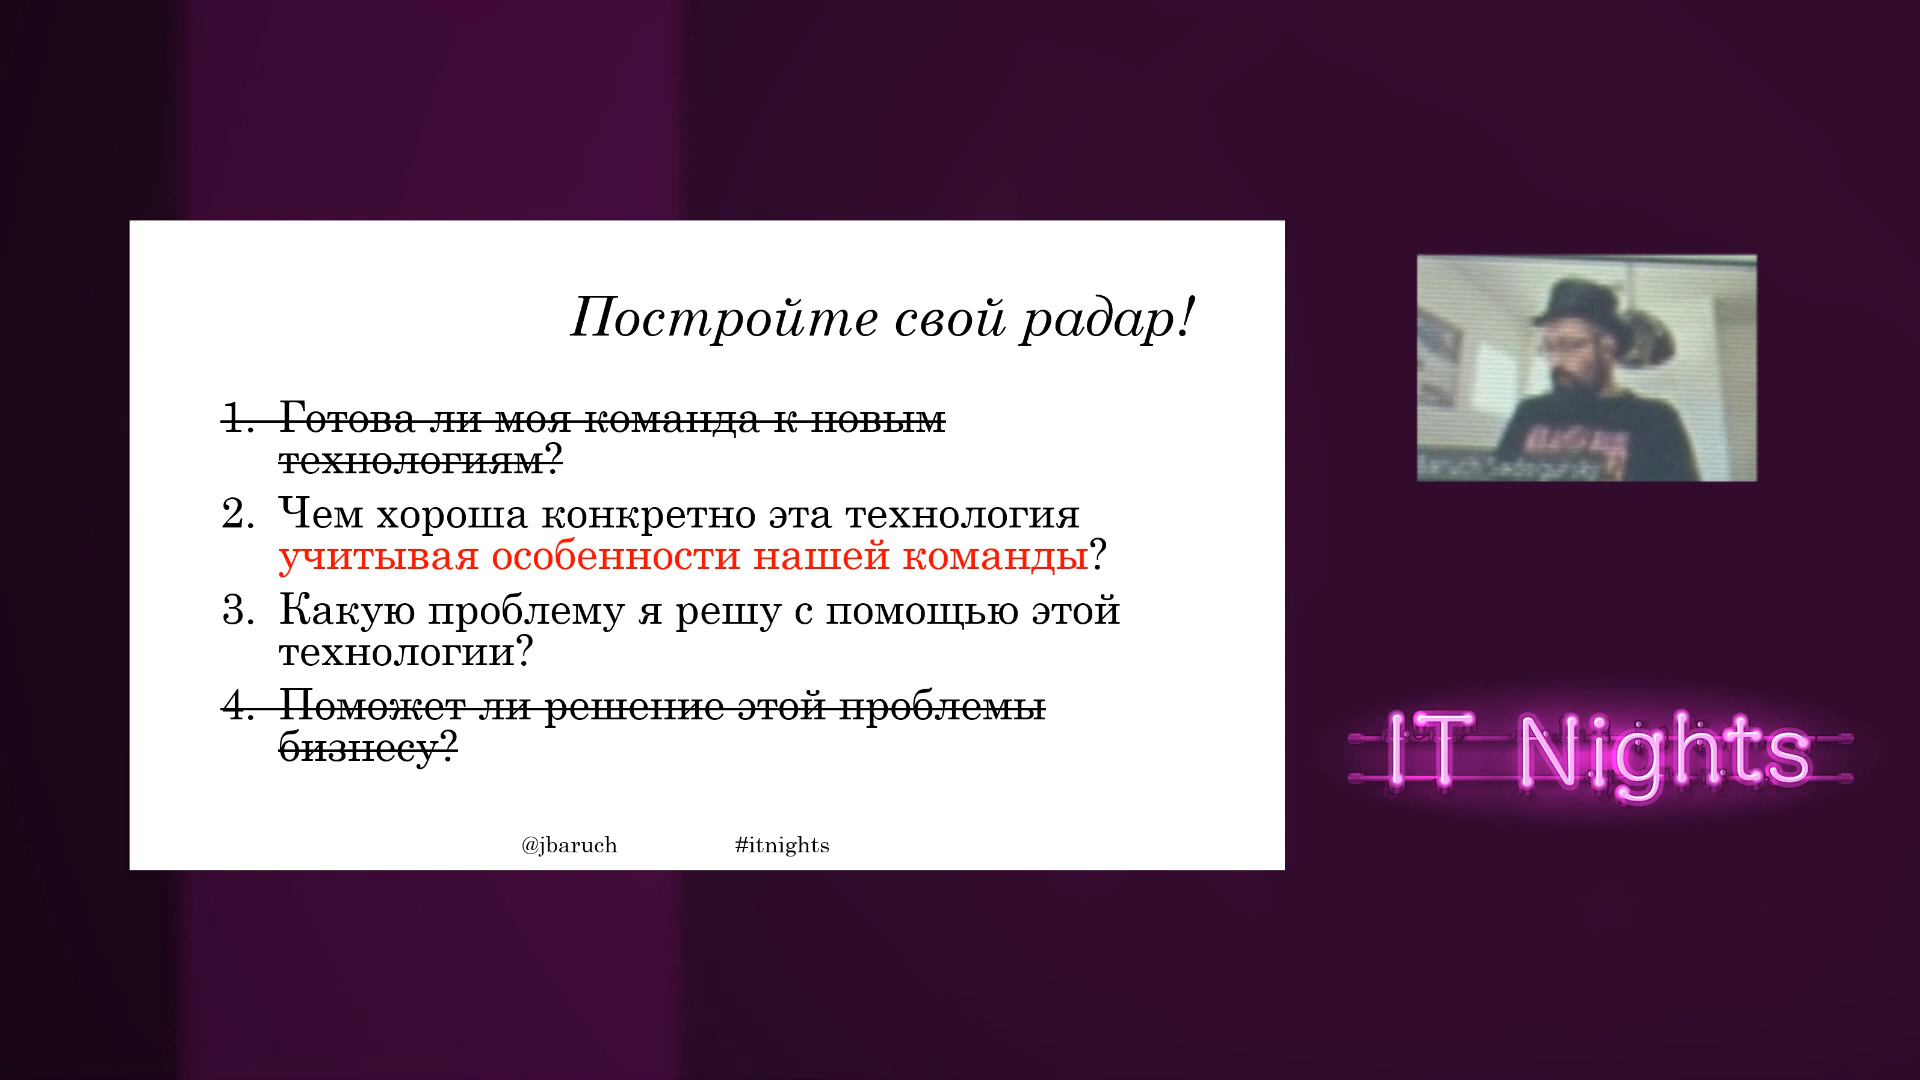 Постройте свой радар!
1. Готова ли моя команда к новым
технологиям?
2. Чем хороша конкретно эта технология
учитывая особенности нашей команды?
3. Какую проблему я решу с помощью этой
технологии?
4. Поможет ли решение этой проблемы
бизнесу?
@jbaruch #itnights
IT Nights